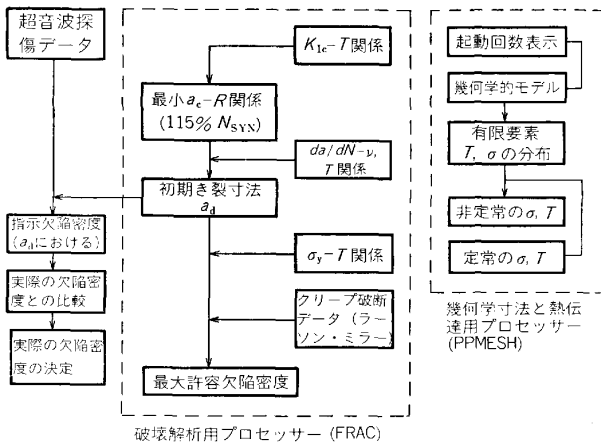 超音波探
傷データ
K1c−T関係
最小ac−R関係
(115% NSYN)
da/dN−ν,
T関係
初期き裂寸法
ad
指示欠陥密度
(adにおける)
σy−T関係
実際の欠陥密
度との比較
クリープ破断
データ(ラー
ソン・ミラー)
実際の欠陥密
度の決定
最大許容欠陥密度
破壊解析用プロセッサー(FRAC)
起動回数表示
幾何学的モデル
有限要素
T, σの分布
非定常のσ, T
定常のσ, T
幾何学寸法と熱伝
達用プロセッサー
(PPMESH)